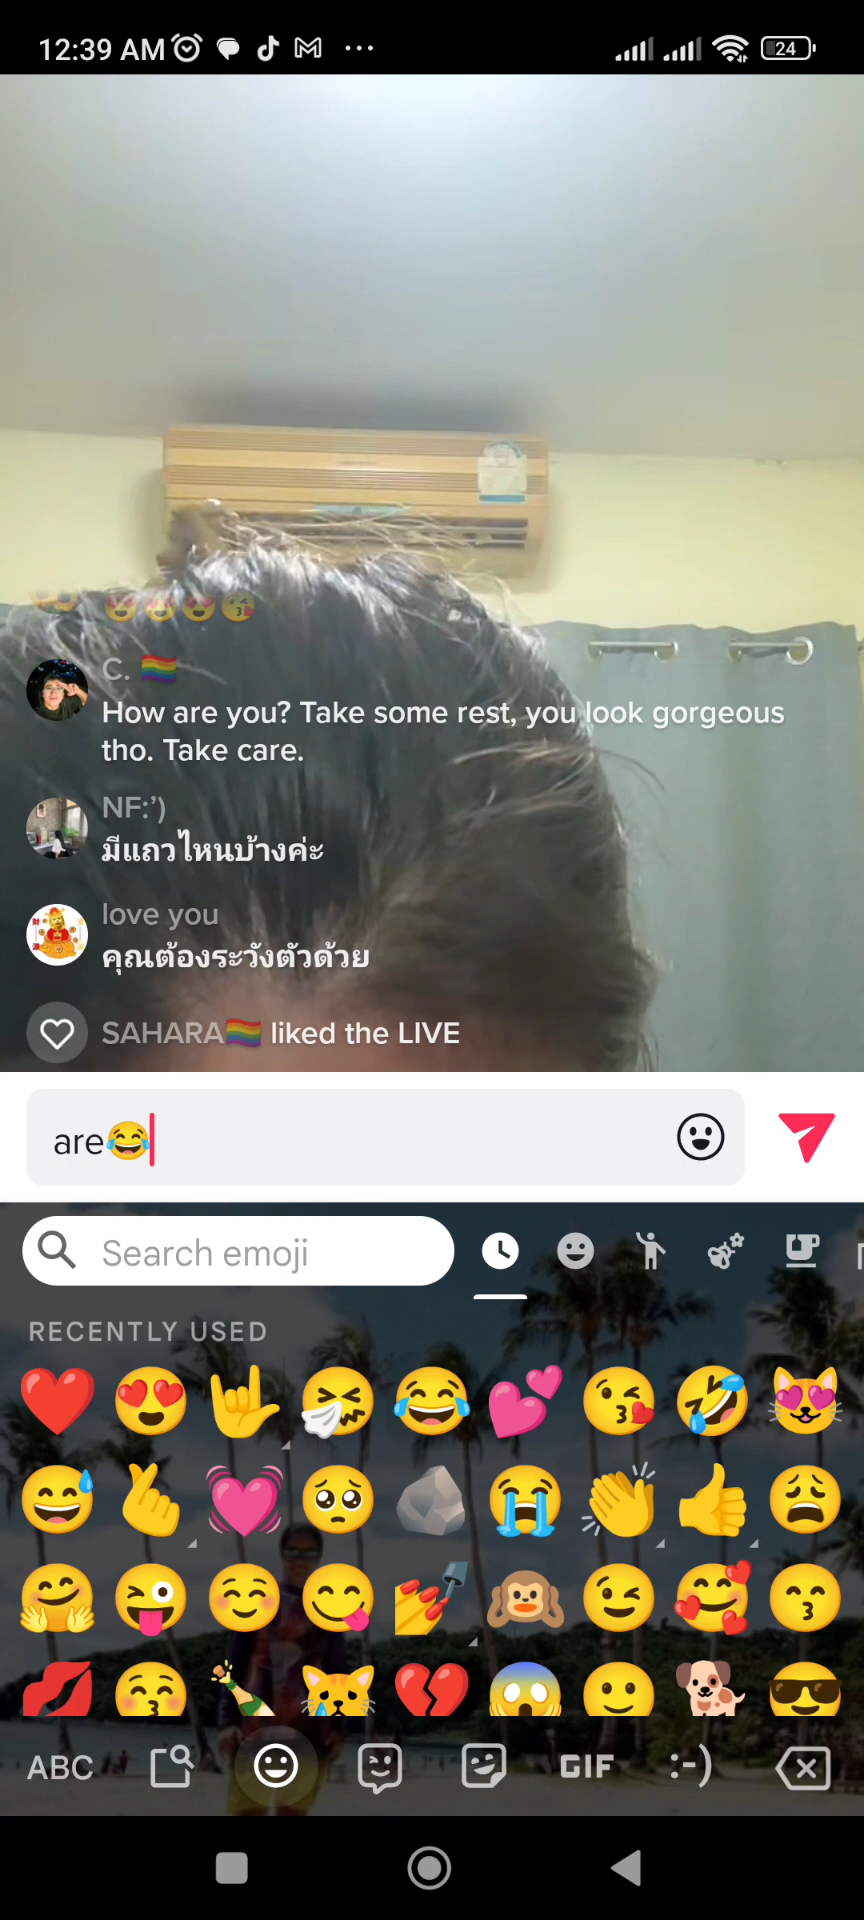 12:39 AM
24
C. 🏳️‍🌈
How are you? Take some rest, you look gorgeous
tho. Take care.
NF:’)
มีแถวไหนบ้างค่ะ
love you
คุณต้องระวังตัวด้วย
SAHARA🏳️‍🌈 liked the LIVE
are😂
Search emoji
RECENTLY USED
ABC
GIF
:-)